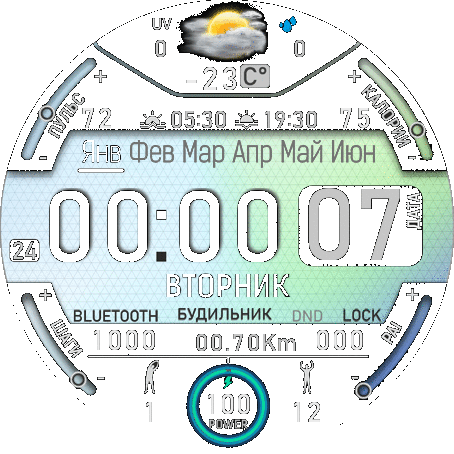 UV
0 0
-23 C°
ПУЛЬС 72 05:30 19:30 75 КАЛОРИИ
Янв Фев Мар Апр Май Июн
24 00:00 07 ДАТА
ВТОРНИК
BLUETOOTH БУДИЛЬНИК DND LOCK
ШАГИ 1000 00.70Km 000 PAI
1 100 12
POWER